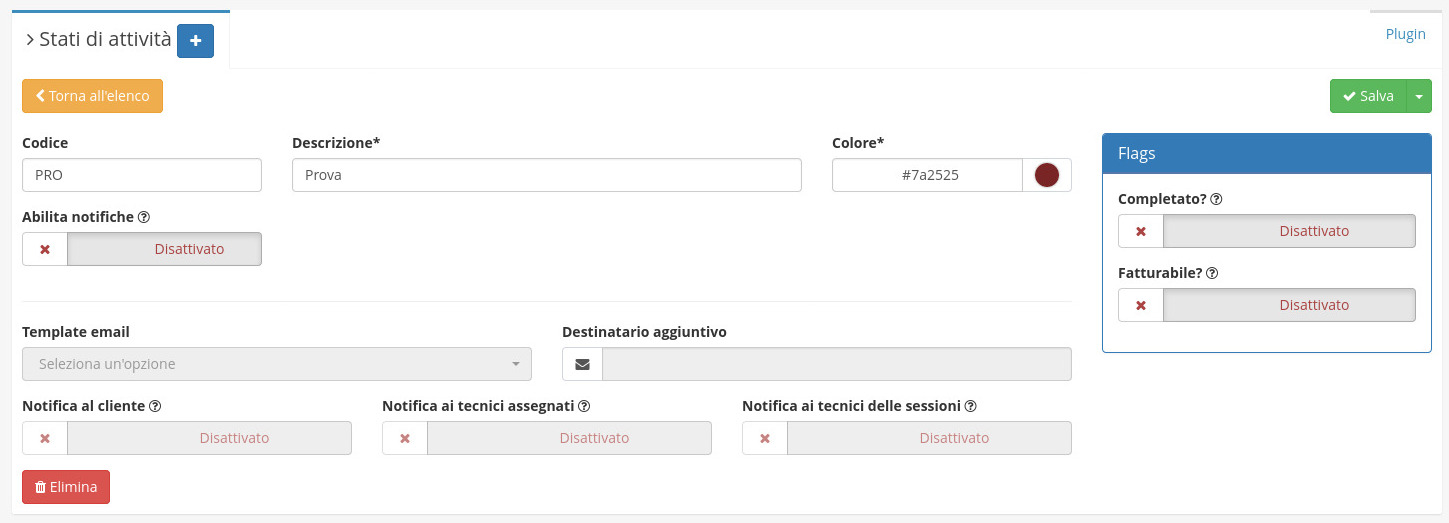 Stati di attività
Plugin
Torna all'elenco
Salva
Codice
Descrizione*
Colore*
PRO
Prova
#7a2525
Abilita notifiche
Disattivato
Flags
Completato?
Disattivato
Fatturabile?
Disattivato
Template email
Destinatario aggiuntivo
Seleziona un'opzione
Notifica al cliente
Notifica ai tecnici assegnati
Notifica ai tecnici delle sessioni
Disattivato
Disattivato
Disattivato
Elimina